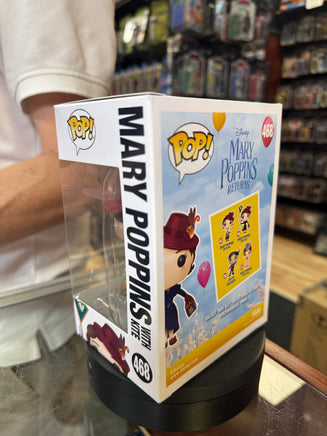 POP!
MARY POPPINS
WITH
KITE
468
POP!
Disney
MARY
POPPINS
RETURNS
468